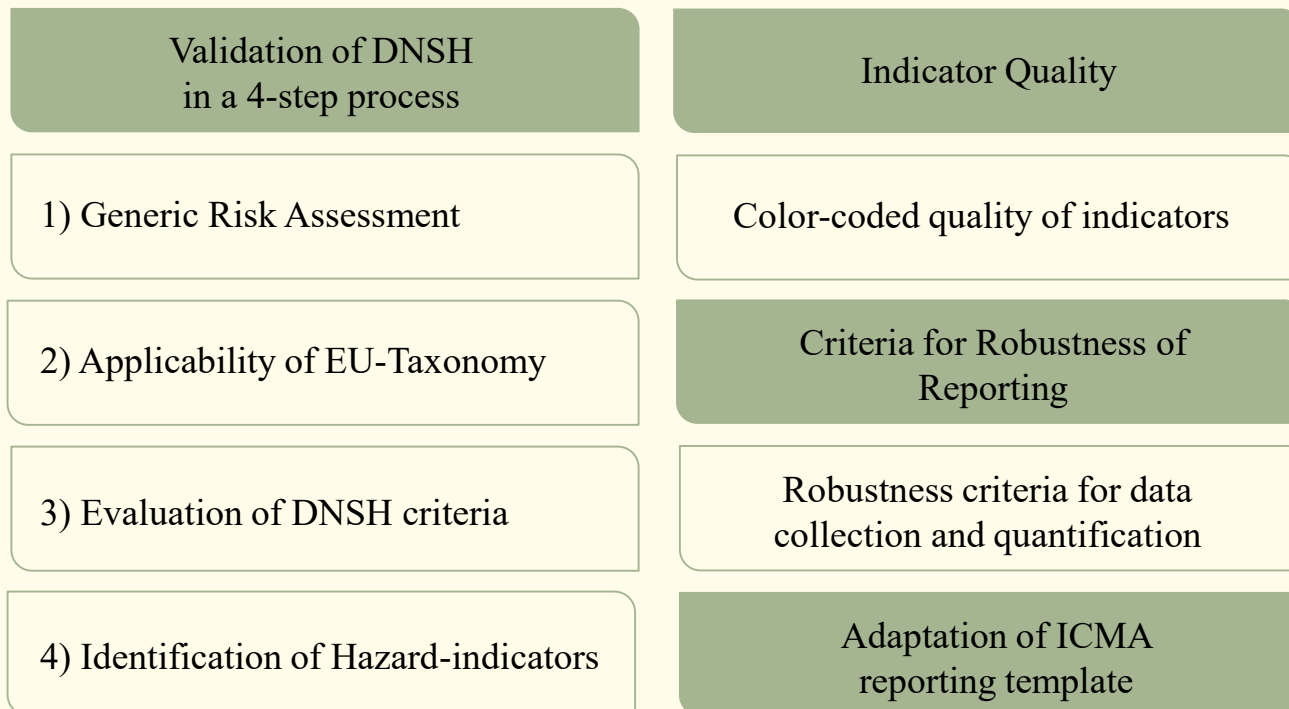 Validation of DNSH
in a 4-step process
1) Generic Risk Assessment
2) Applicability of EU-Taxonomy
3) Evaluation of DNSH criteria
4) Identification of Hazard-indicators
Indicator Quality
Color-coded quality of indicators
Criteria for Robustness of
Reporting
Robustness criteria for data
collection and quantification
Adaptation of ICMA
reporting template